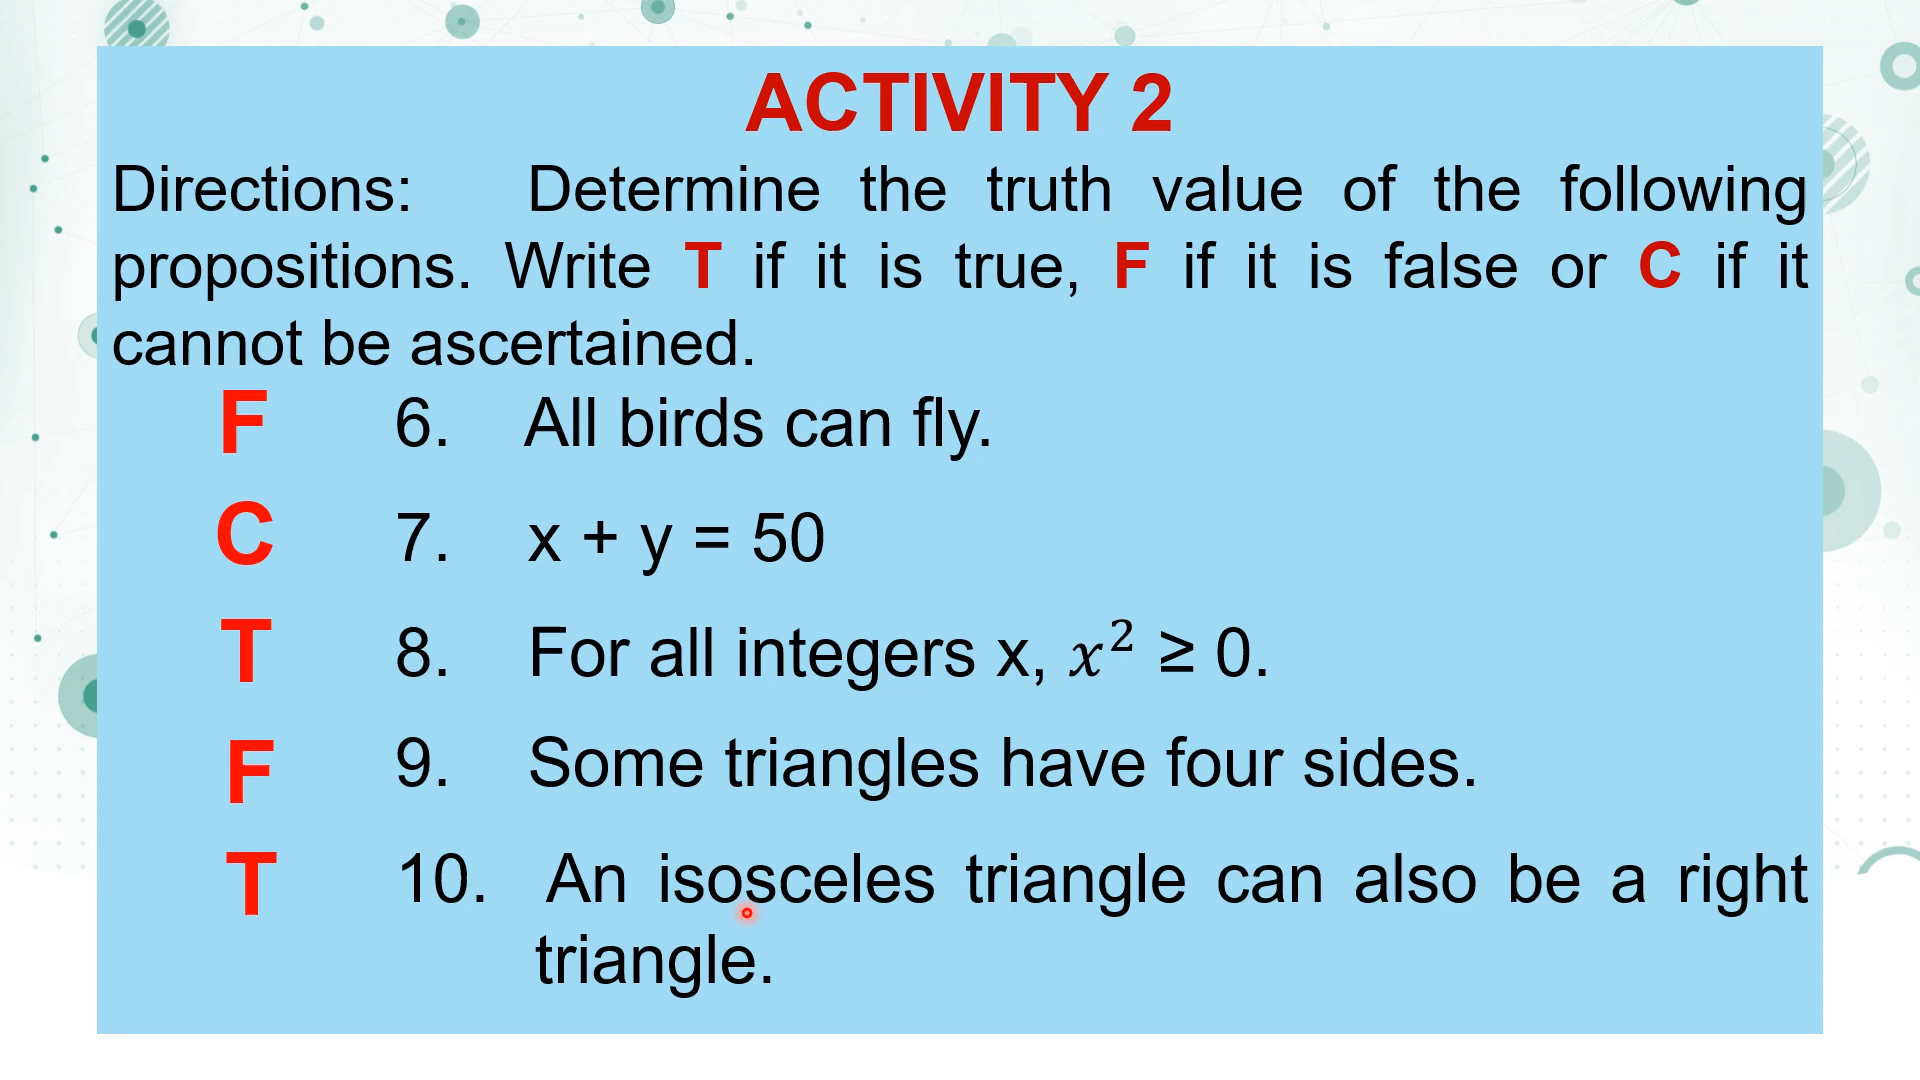 ACTIVITY 2
Directions: Determine the truth value of the following
propositions. Write T if it is true, F if it is false or C if it
cannot be ascertained.
F 6. All birds can fly.
C 7. x + y = 50
T 8. For all integers x, 𝑥² ≥ 0.
F 9. Some triangles have four sides.
T 10. An isosceles triangle can also be a right
triangle.